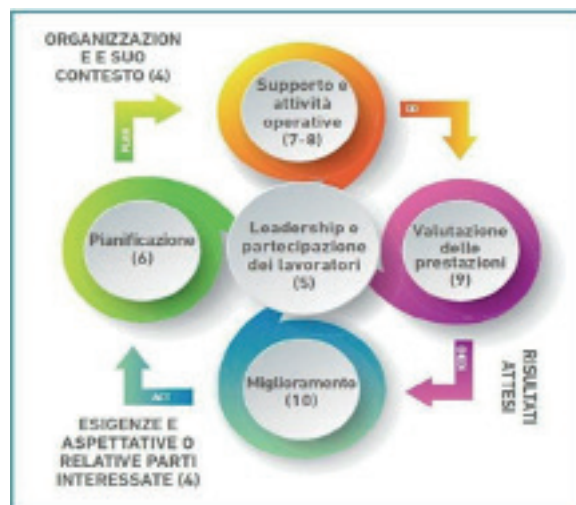 ORGANIZZAZION
E E SUO
CONTESTO (4)
Supporto e
attività
operative
(7-8)
PLAN
DO
Pianificazione
(6)
Leadership e
partecipazione
dei lavoratori
(5)
Valutazione
delle
prestazioni
(9)
Miglioramento
(10)
ACT
CHECK
RISULTATI
ATTESI
ESIGENZE E
ASPETTATIVE O
RELATIVE PARTI
INTERESSATE (4)